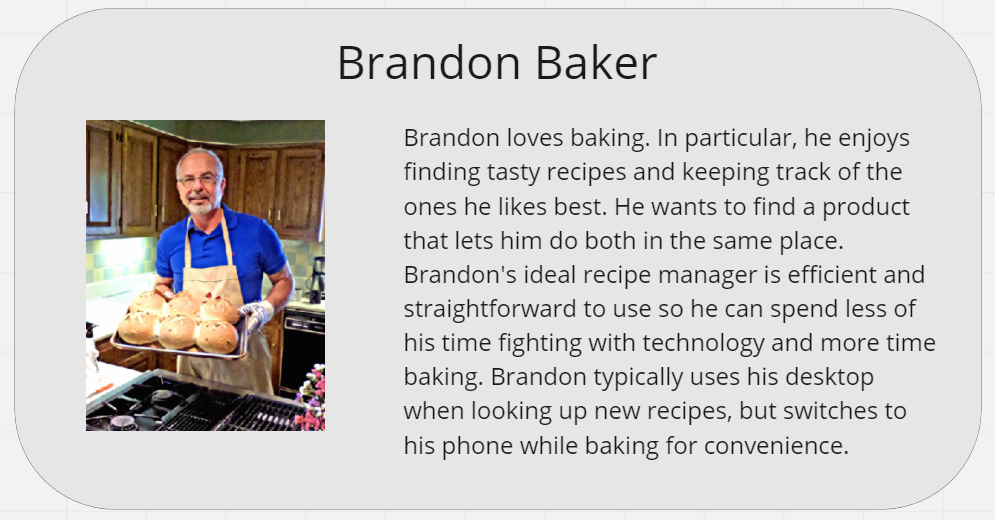 Brandon Baker
Brandon loves baking. In particular, he enjoys
finding tasty recipes and keeping track of the
ones he likes best. He wants to find a product
that lets him do both in the same place.
Brandon's ideal recipe manager is efficient and
straightforward to use so he can spend less of
his time fighting with technology and more time
baking. Brandon typically uses his desktop
when looking up new recipes, but switches to
his phone while baking for convenience.